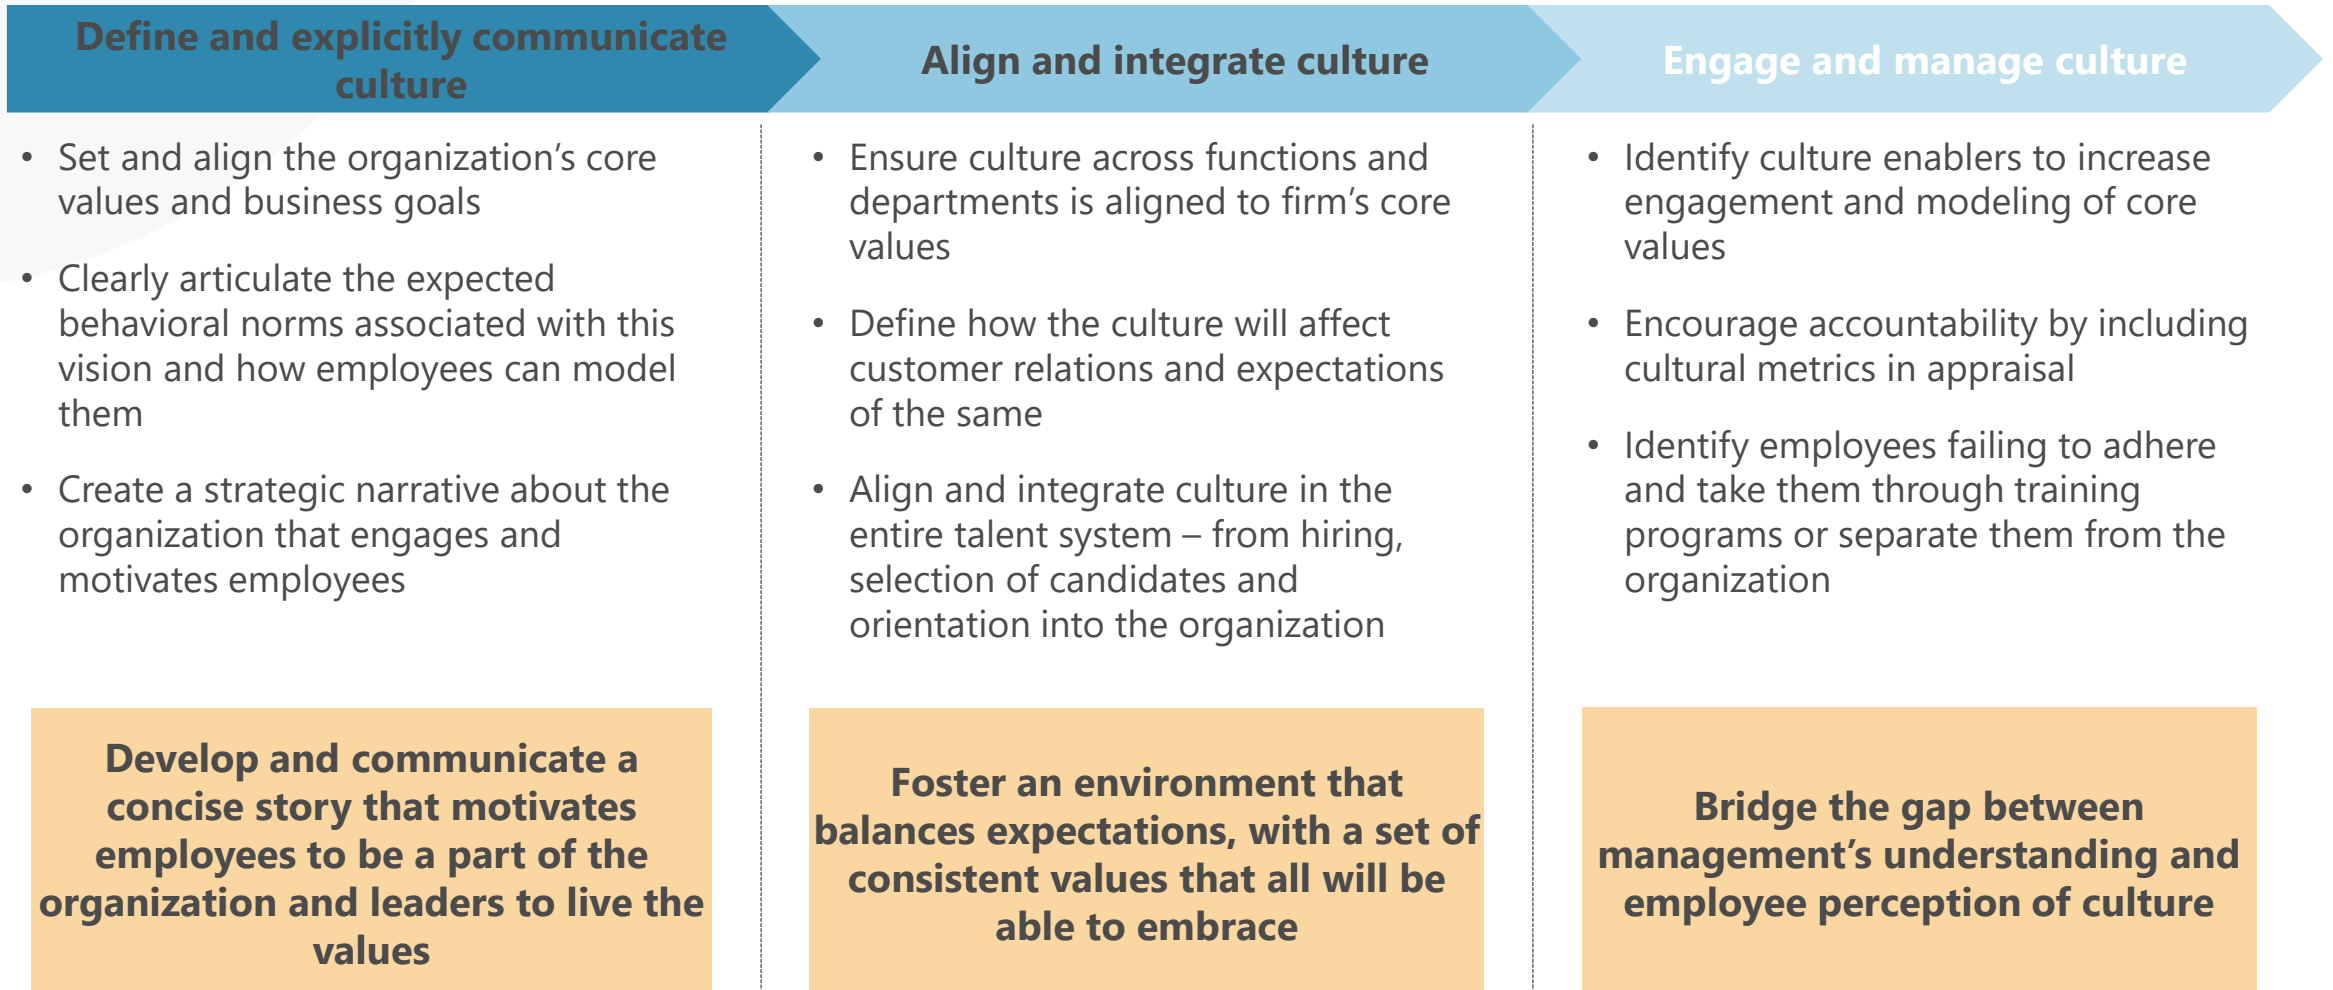 Define and explicitly communicate
culture
Align and integrate culture
Engage and manage culture
• Set and align the organization’s core
values and business goals
• Clearly articulate the expected
behavioral norms associated with this
vision and how employees can model
them
• Create a strategic narrative about the
organization that engages and
motivates employees
Develop and communicate a
concise story that motivates
employees to be a part of the
organization and leaders to live the
values
• Ensure culture across functions and
departments is aligned to firm’s core
values
• Define how the culture will affect
customer relations and expectations
of the same
• Align and integrate culture in the
entire talent system – from hiring,
selection of candidates and
orientation into the organization
Foster an environment that
balances expectations, with a set of
consistent values that all will be
able to embrace
• Identify culture enablers to increase
engagement and modeling of core
values
• Encourage accountability by including
cultural metrics in appraisal
• Identify employees failing to adhere
and take them through training
programs or separate them from the
organization
Bridge the gap between
management’s understanding and
employee perception of culture